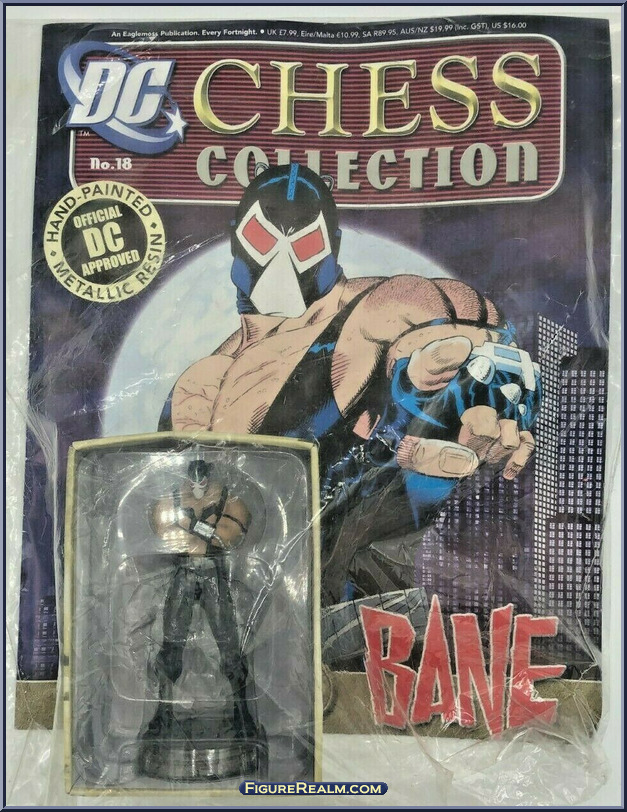 An Eaglemoss Publication. Every Fortnight. • UK £7.99, Eire/Malta €10.99, SA R89.95, AUS/NZ $19.99 (Inc. GST), US $16.00
DC
TM
CHESS
COLLECTION
No.18
HAND-PAINTED
OFFICIAL
DC
APPROVED
METALLIC RESIN
BANE
FIGUREREALM.COM